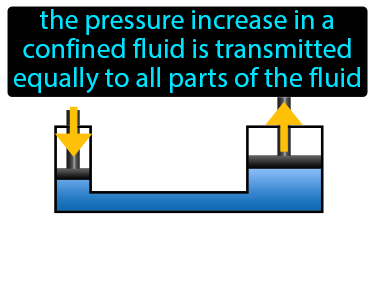 the pressure increase in a
confined fluid is transmitted
equally to all parts of the fluid